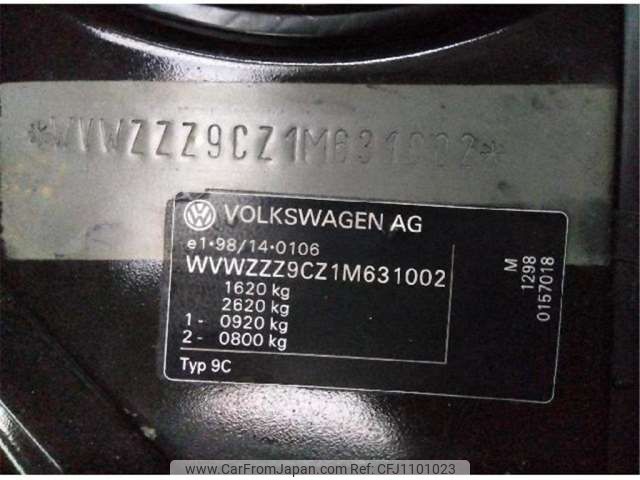 *WVWZZZ9CZ1M631002*
VOLKSWAGEN AG
e1•98/14•0106
WVWZZZ9CZ1M631002
1620 kg
2620 kg
1 - 0920 kg
2 - 0800 kg
Typ 9C
M
1298
0157018
www.CarFromJapan.com REF:CFJ1101023